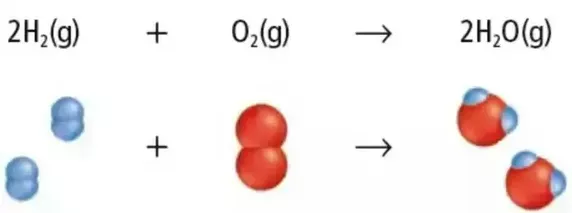 2H₂(g) + O₂(g) → 2H₂O(g)
+ →